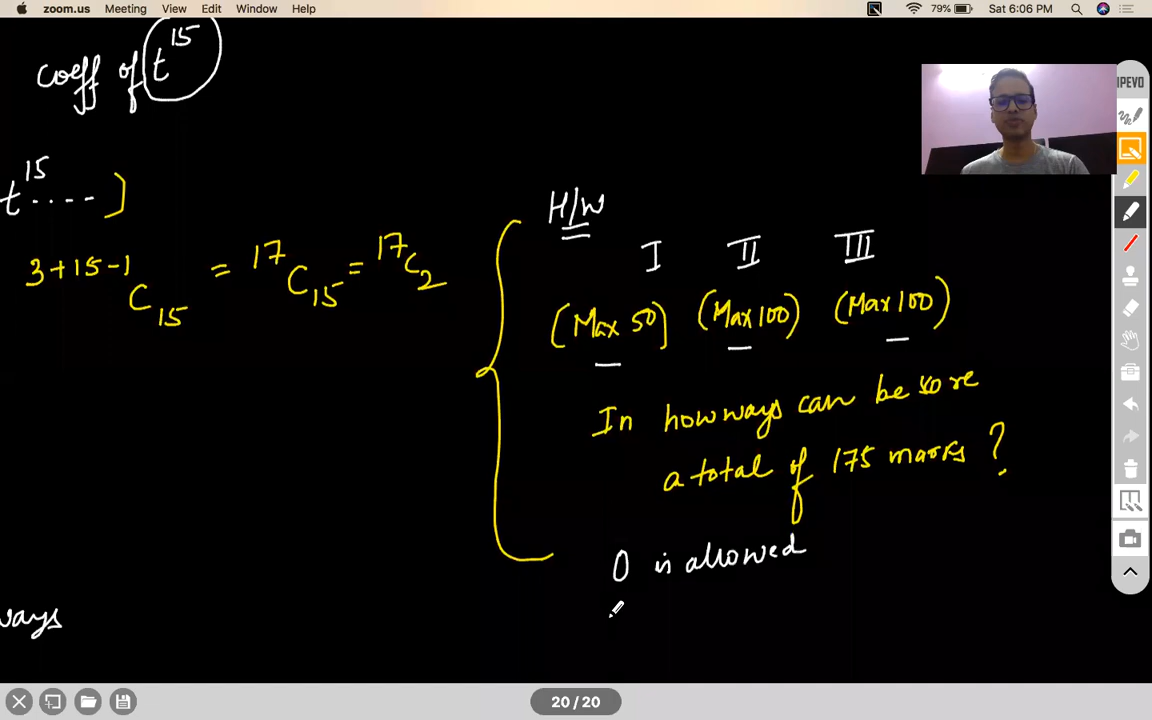 zoom.us Meeting View Edit Window Help
79% Sat 6:06 PM
coeff of t^15
IPEVO
t^15 .... ]
3+15-1 C 15 = 17 C 15 = 17 C 2
H/W
I II III
(Max 50) (Max 100) (Max 100)
In how ways can be sore
a total of 175 marks ?
0 is allowed
ways
20 / 20